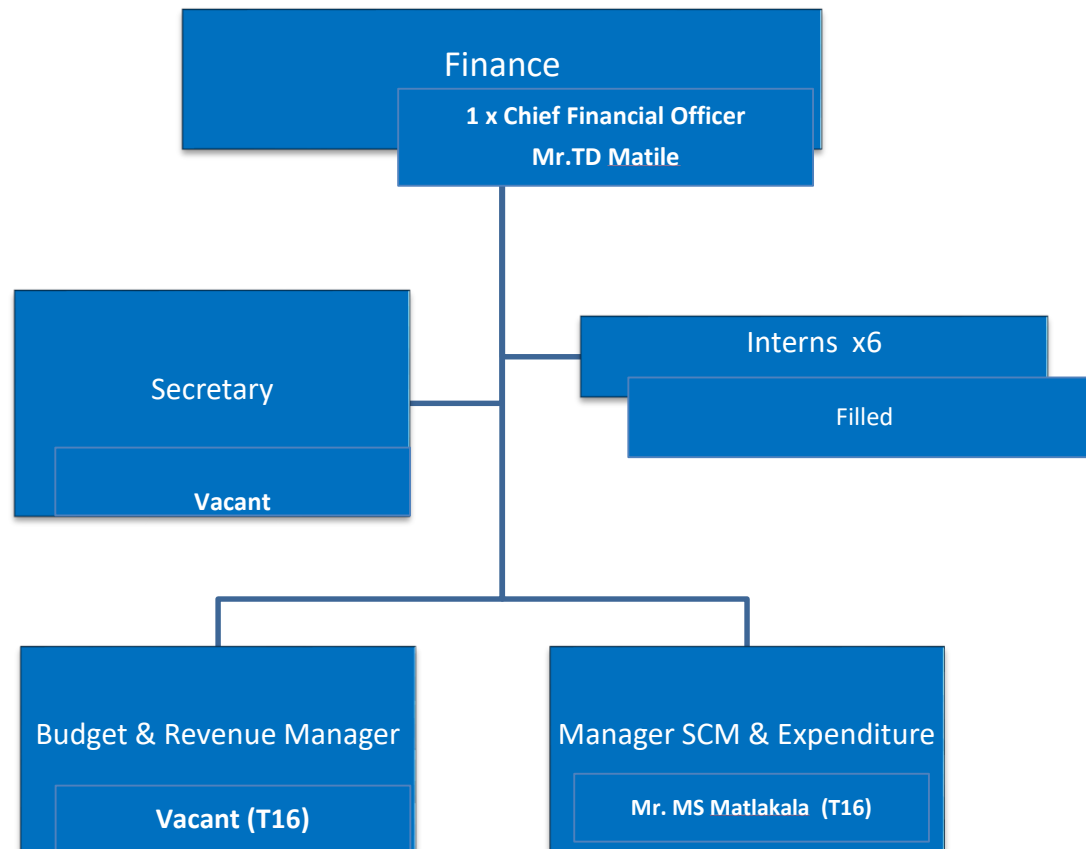 Finance
1 x Chief Financial Officer
Mr.TD Matile
Secretary
Vacant
Interns x6
Filled
Budget & Revenue Manager
Vacant (T16)
Manager SCM & Expenditure
Mr. MS Matlakala (T16)